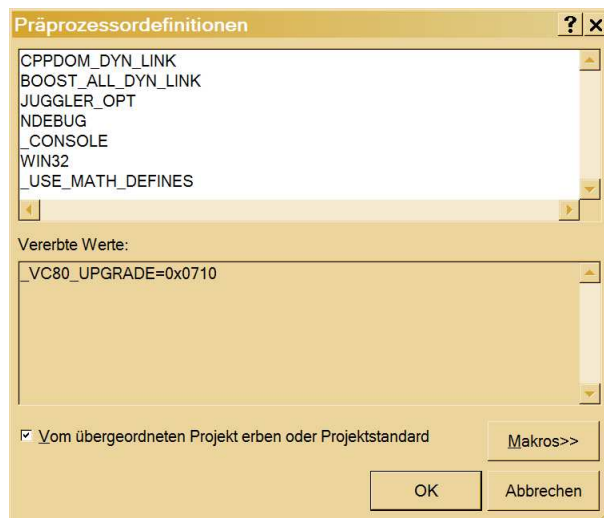 Präprozessordefinitionen
CPPDOM_DYN_LINK
BOOST_ALL_DYN_LINK
JUGGLER_OPT
NDEBUG
_CONSOLE
WIN32
_USE_MATH_DEFINES
Vererbte Werte:
_VC80_UPGRADE=0x0710
Vom übergeordneten Projekt erben oder Projektstandard
Makros>>
OK
Abbrechen